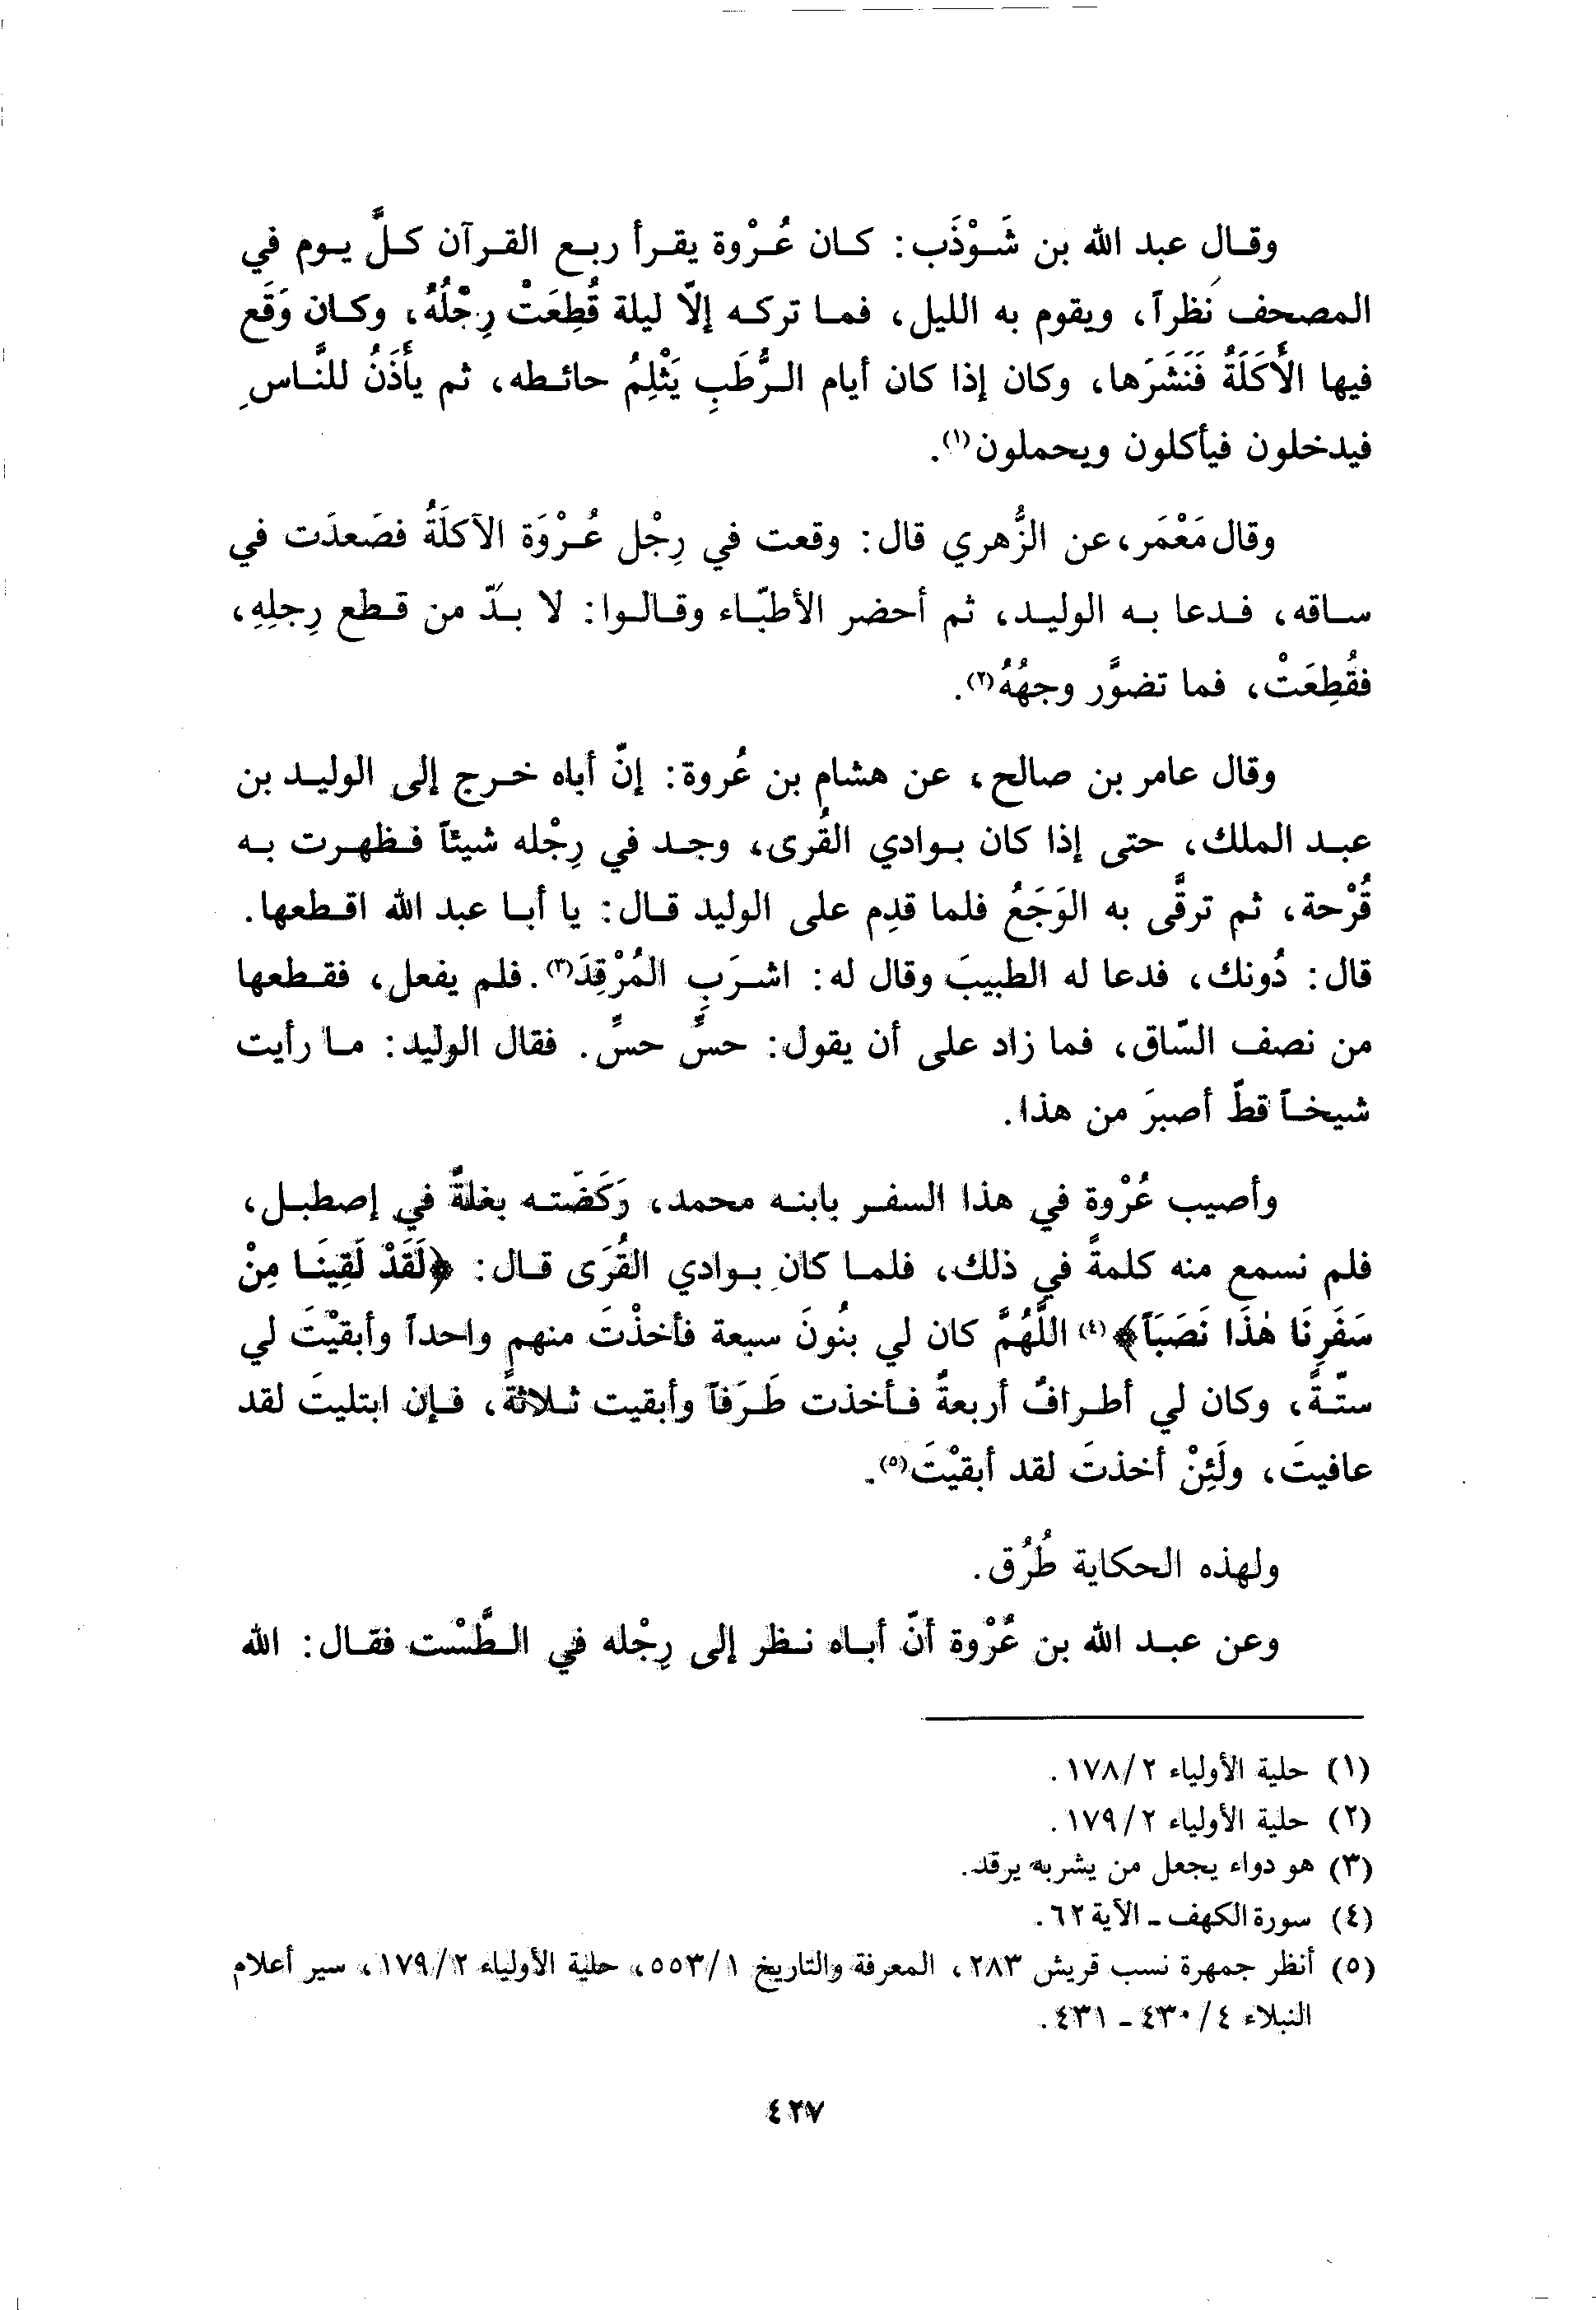 وقال عبد الله بن شَوْذَب: كان عُرْوة يقرأ ربع القرآن كلَّ يوم في
المصحف نَظراً، ويقوم به الليل، فما تركه إلاّ ليلة قُطِعَتْ رِجْلُهُ، وكان وَقَع
فيها الأَكَلَةُ فَنَشَرَها، وكان إذا كان أيام الرُّطَبِ يَثْلِمُ حائطه، ثم يأْذَنُ للنَّاسِ
فيدخلون فيأكلون ويحملون(١).
وقال مَعْمَر، عن الزُّهري قال: وقعت في رِجْل عُرْوَة الآكلَةُ فصَعدَت في
ساقه، فدعا به الوليد، ثم أحضر الأطبّاء وقالوا: لا بدّ من قطع رِجلِهِ،
فقُطِعَتْ، فما تضوَّر وجهُهُ(٢).
وقال عامر بن صالح، عن هشام بن عُروة: إنّ أباه خرج إلى الوليد بن
عبد الملك، حتى إذا كان بوادي القُرى، وجد في رِجْله شيئاً فظهرت به
قُرْحة، ثم ترقَّى به الوَجَعُ فلما قدِم على الوليد قال: يا أبا عبد الله اقطعها.
قال: دُونك، فدعا له الطبيبَ وقال له: اشرَبِ المُرْقِدَ(٣). فلم يفعل، فقطعها
من نصف السّاق، فما زاد على أن يقول: حسٍّ حسٍّ. فقال الوليد: ما رأيت
شيخاً قطّ أصبرَ من هذا.
وأصيب عُرْوة في هذا السفر بابنه محمد، رَكَضَته بغلةٌ في إصطبل،
فلم نسمع منه كلمةً في ذلك، فلما كان بوادي القُرَى قال: ﴿لَقَدْ لَقِينَا مِنْ
سَفَرِنَا هٰذَا نَصَبَاً﴾(٤) اللَّهُمَّ كان لي بنُونَ سبعة فأخذْتَ منهم واحداً وأبقيْتَ لي
ستّةً، وكان لي أطرافٌ أربعةٌ فأخذت طَرَفاً وأبقيت ثلاثةً، فإن ابتليتَ لقد
عافيتَ، ولَئِنْ أخذتَ لقد أبقيْتَ(٥).
ولهذه الحكاية طُرُق.
وعن عبد الله بن عُرْوة أنّ أباه نظر إلى رِجْله في الطَّسْت فقال: الله
(١) حلية الأولياء ١٧٨/٢.
(٢) حلية الأولياء ١٧٩/٢.
(٣) هو دواء يجعل من يشربه يرقد.
(٤) سورة الكهف ـ الآية ٦٢.
(٥) أنظر جمهرة نسب قريش ٢٨٣، المعرفة والتاريخ ٥٥٣/١، حلية الأولياء ١٧٩/٢، سير أعلام
النبلاء ٤/ ٤٣٠ ـ ٤٣١.
٤٢٧